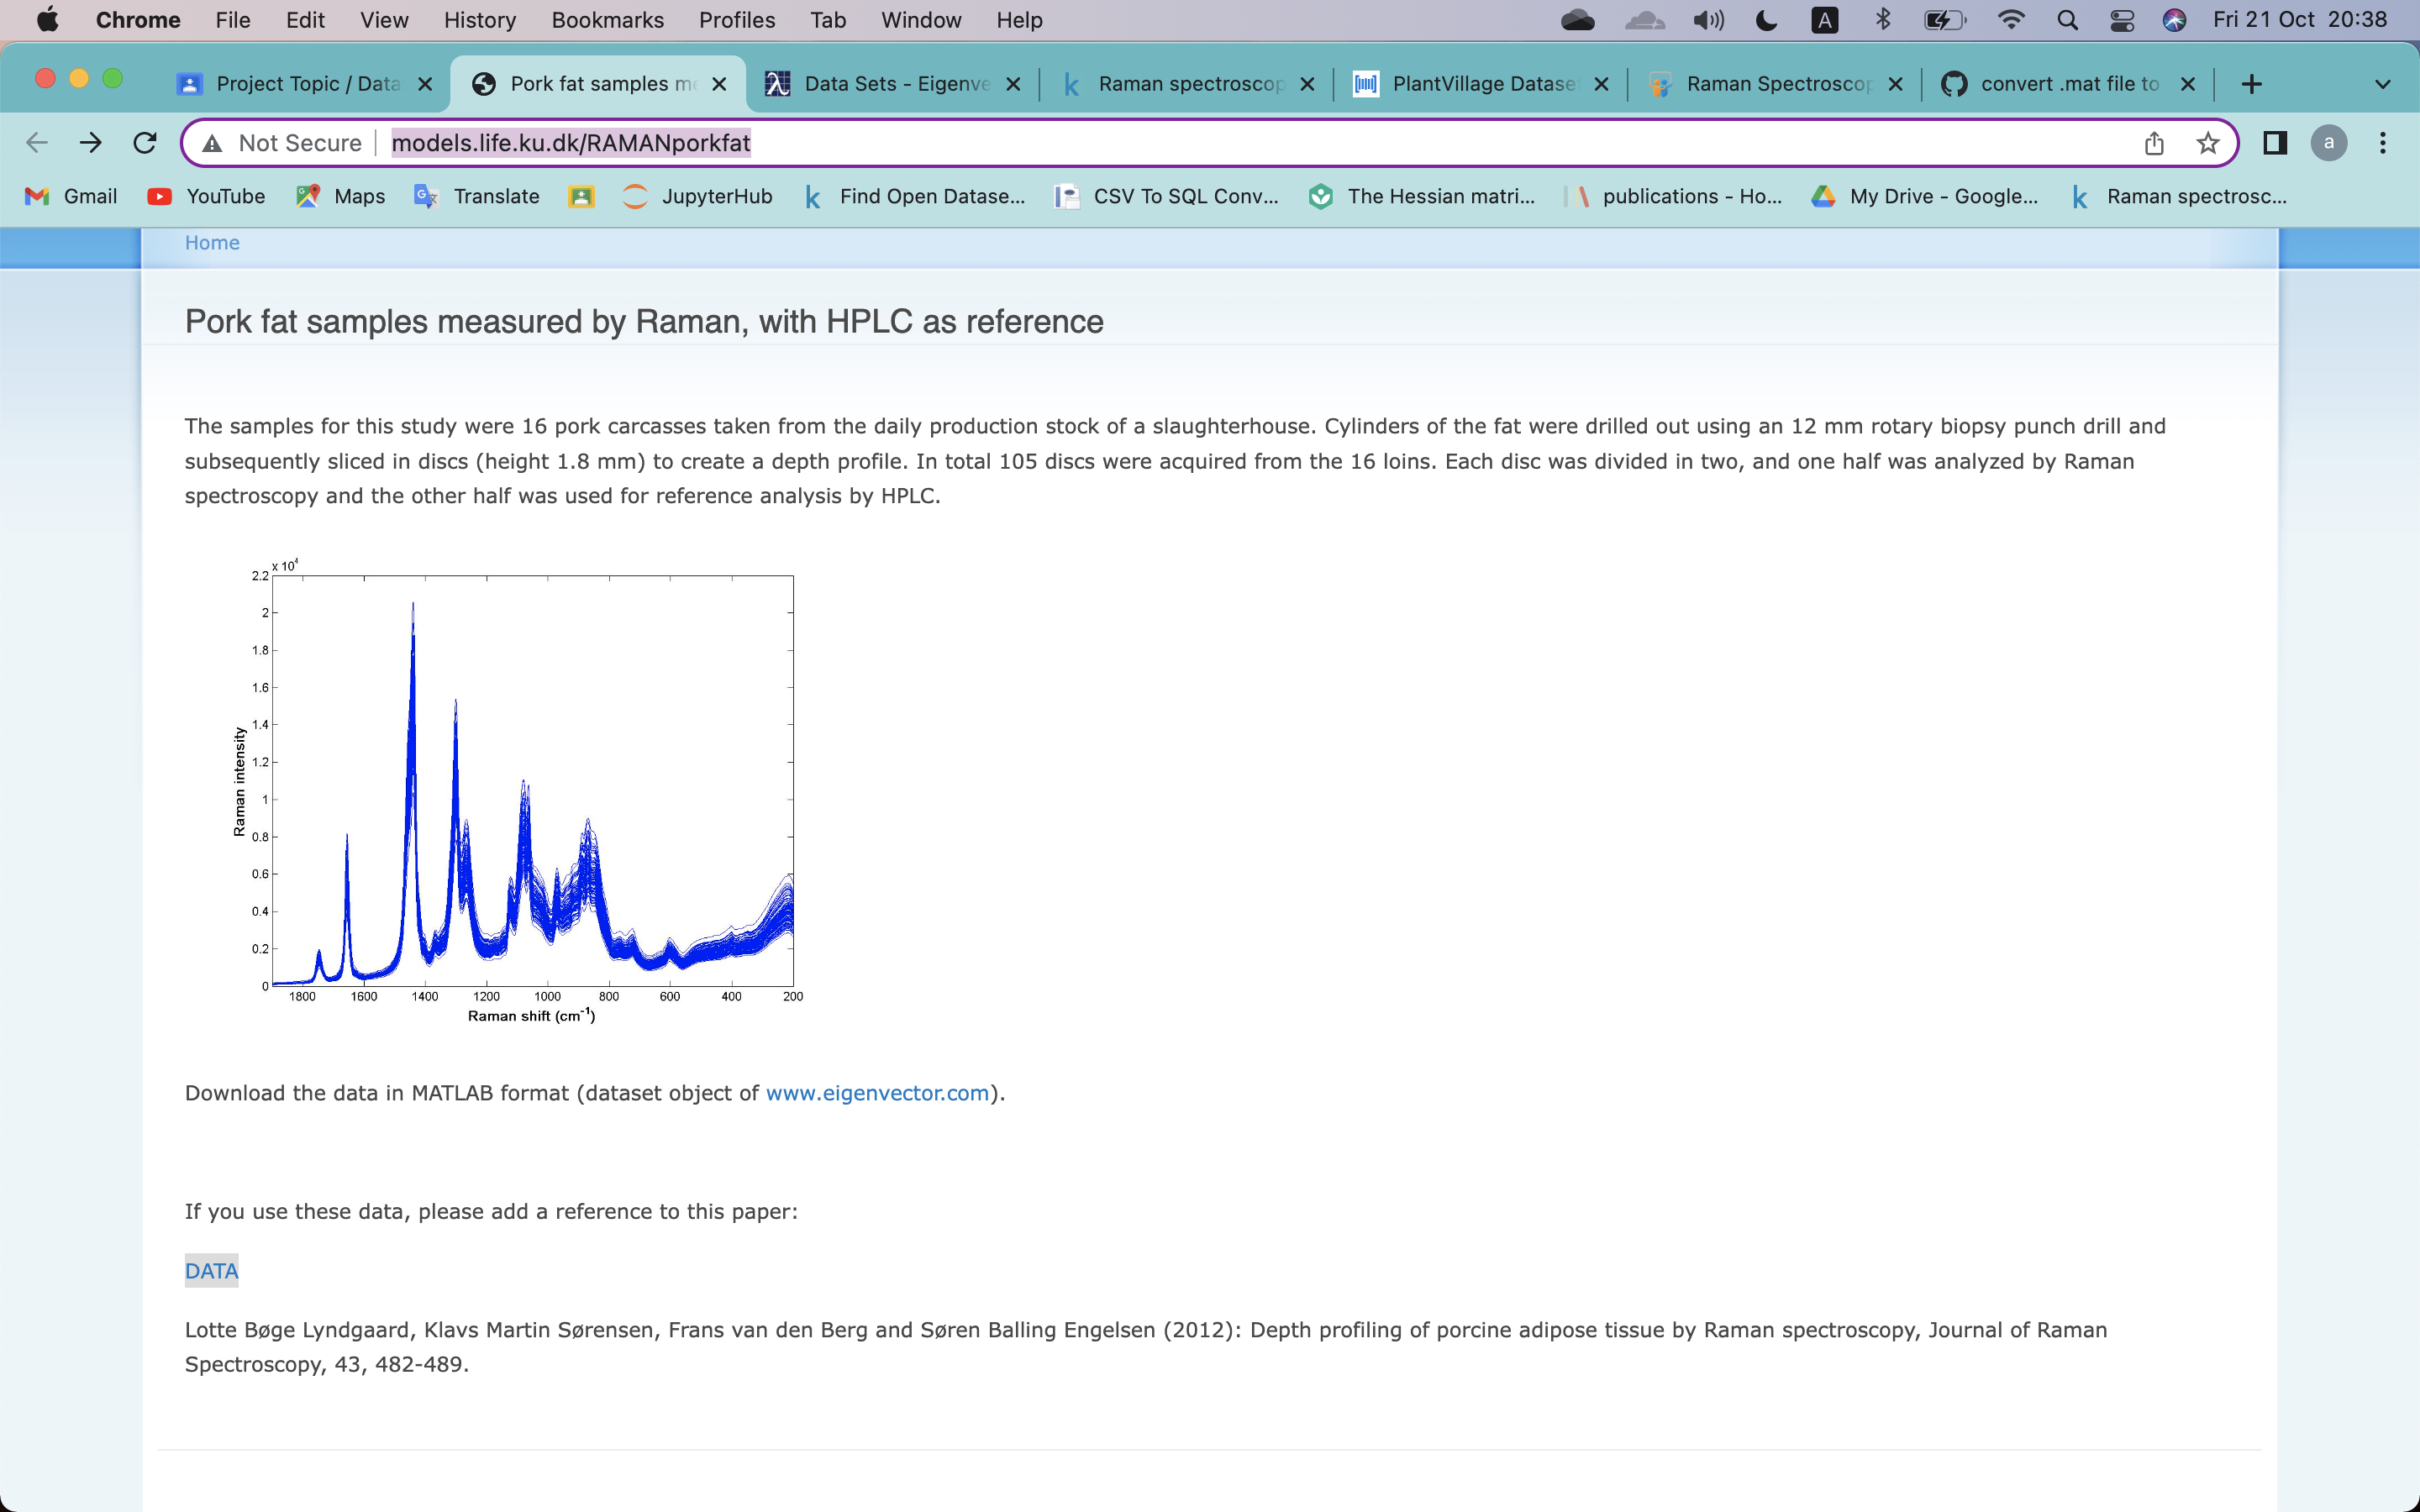 Chrome File Edit View History Bookmarks Profiles Tab Window Help A Fri 21 Oct 20:38
Project Topic / Data Pork fat samples me Data Sets - Eigenve k Raman spectroscop PlantVillage Datase Raman Spectroscop convert .mat file to
Not Secure models.life.ku.dk/RAMANporkfat a
Gmail YouTube Maps Translate JupyterHub k Find Open Datase... CSV To SQL Conv... The Hessian matri... publications - Ho... My Drive - Google... k Raman spectrosc...
Home
Pork fat samples measured by Raman, with HPLC as reference
The samples for this study were 16 pork carcasses taken from the daily production stock of a slaughterhouse. Cylinders of the fat were drilled out using an 12 mm rotary biopsy punch drill and
subsequently sliced in discs (height 1.8 mm) to create a depth profile. In total 105 discs were acquired from the 16 loins. Each disc was divided in two, and one half was analyzed by Raman
spectroscopy and the other half was used for reference analysis by HPLC.
x 10⁴
2.2
2
1.8
1.6
1.4
1.2
1
0.8
0.6
0.4
0.2
0
Raman intensity
1800 1600 1400 1200 1000 800 600 400 200
Raman shift (cm⁻¹)
Download the data in MATLAB format (dataset object of www.eigenvector.com).
If you use these data, please add a reference to this paper:
DATA
Lotte Bøge Lyndgaard, Klavs Martin Sørensen, Frans van den Berg and Søren Balling Engelsen (2012): Depth profiling of porcine adipose tissue by Raman spectroscopy, Journal of Raman
Spectroscopy, 43, 482-489.